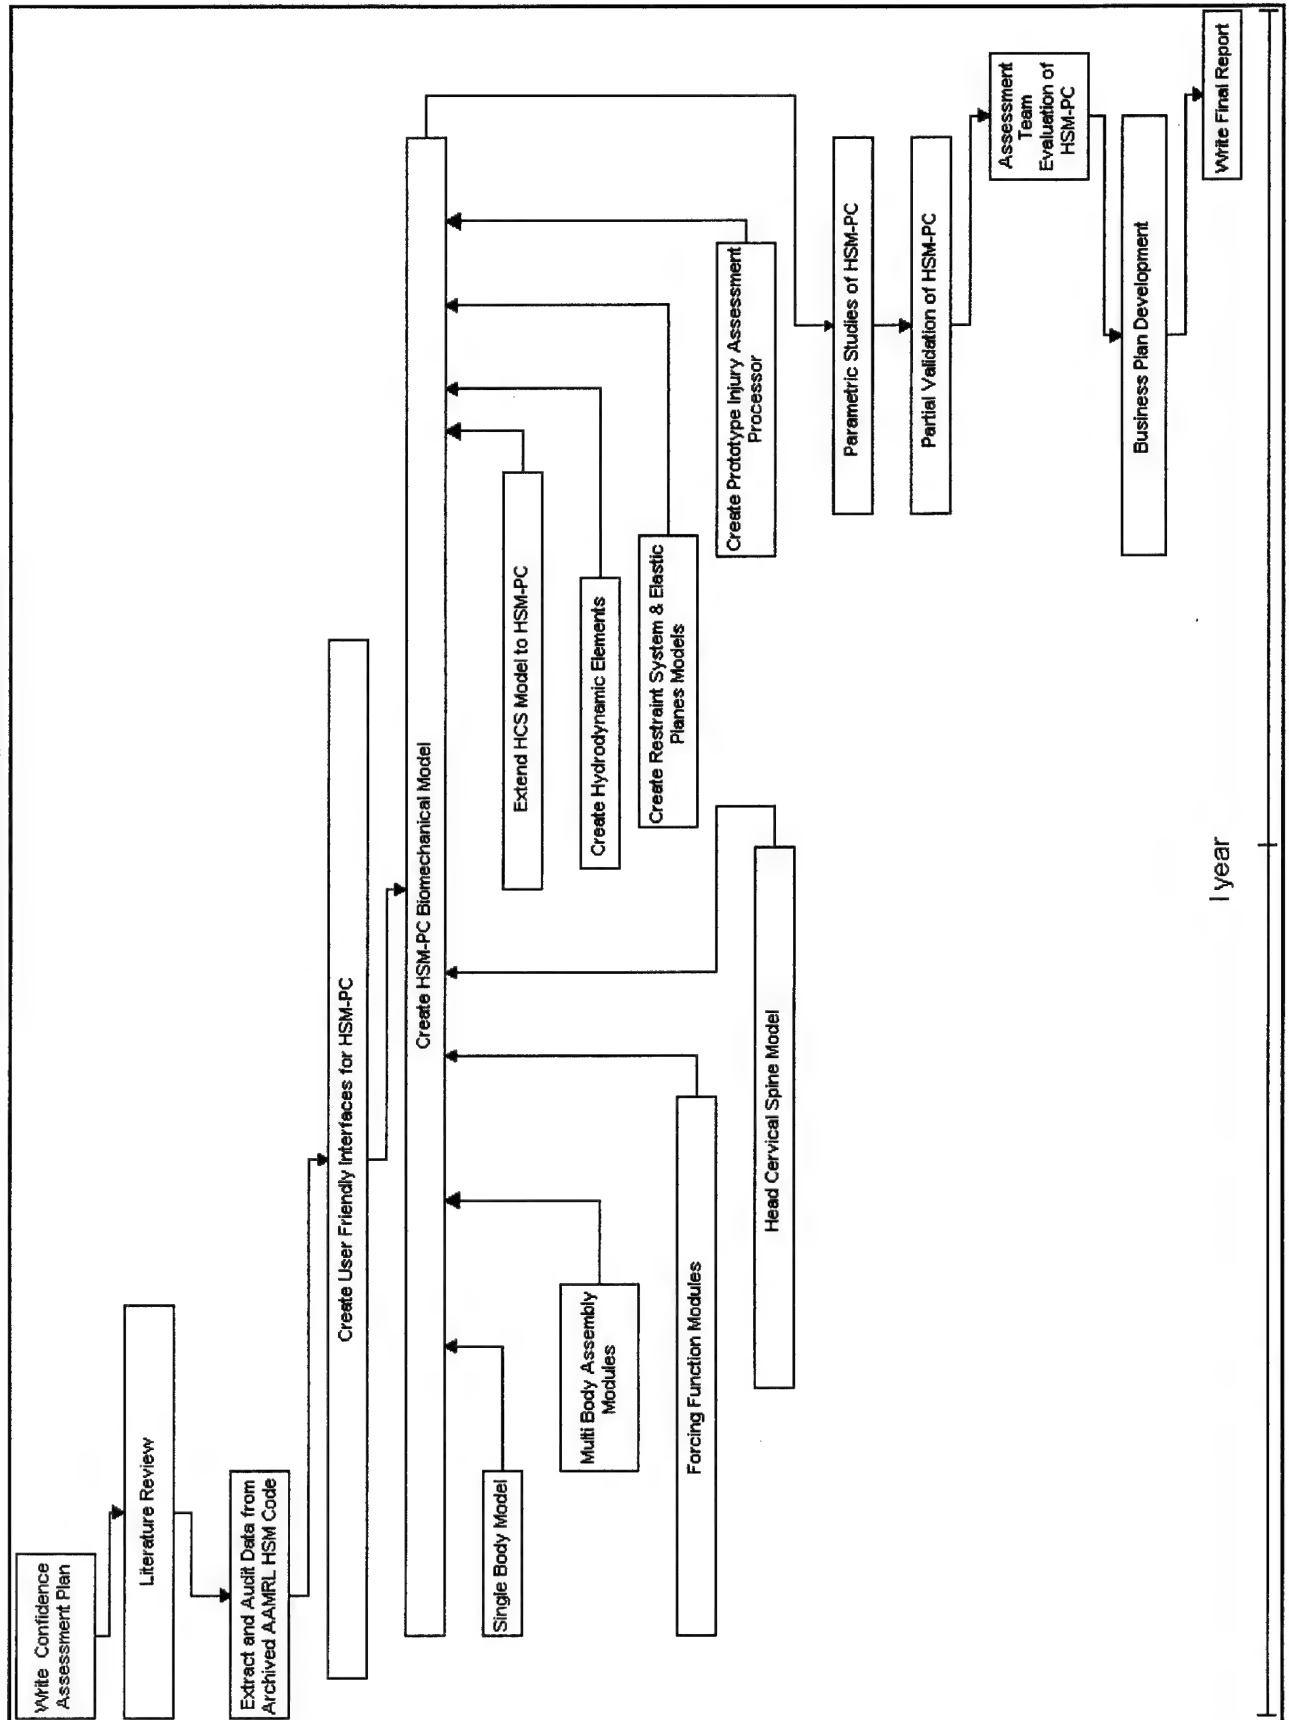 Write Confidence
Assessment Plan
Literature Review
Extract and Audit Data from
Archived AAMRL HSM Code
Create User Friendly Interfaces for HSM-PC
Create HSM-PC Biomechanical Model
Single Body Model
Multi Body Assembly
Modules
Forcing Function Modules
Head Cervical Spine Model
Extend HCS Model to HSM-PC
Create Hydrodynamic Elements
Create Restraint System & Elastic
Planes Models
Create Prototype Injury Assessment
Processor
Parametric Studies of HSM-PC
Partial Validation of HSM-PC
Assessment
Team
Evaluation of
HSM-PC
Business Plan Development
Write Final Report
1 year